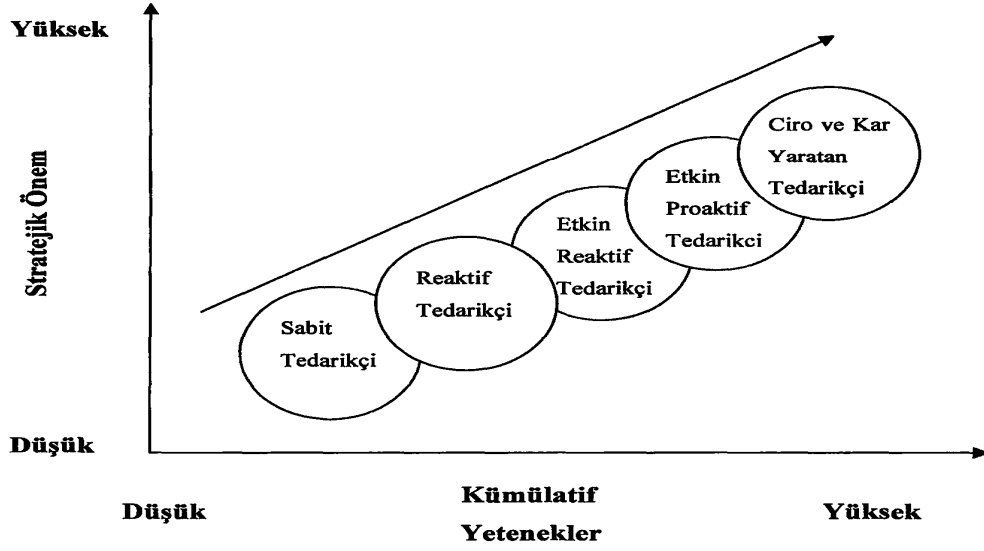 Yüksek
Stratejik Önem
Düşük
Ciro ve Kar
Yaratan
Tedarikçi
Etkin
Proaktif
Tedarikci
Etkin
Reaktif
Tedarikçi
Reaktif
Tedarikçi
Sabit
Tedarikçi
Düşük
Kümülatif
Yetenekler
Yüksek